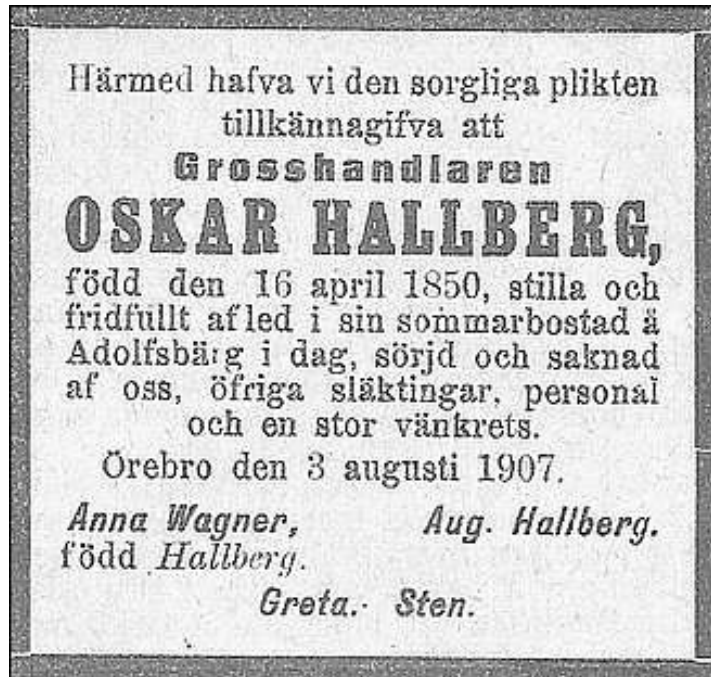 Härmed hafva vi den sorgliga plikten
tillkännagifva att
Grosshandlaren
OSKAR HALLBERG,
född den 16 april 1850, stilla och
fridfullt afled i sin sommarbostad å
Adolfsbärg i dag, sörjd och saknad
af oss, öfriga släktingar, personal
och en stor vänkrets.
Örebro den 3 augusti 1907.
Anna Wagner, Aug. Hallberg.
född Hallberg.
Greta. Sten.